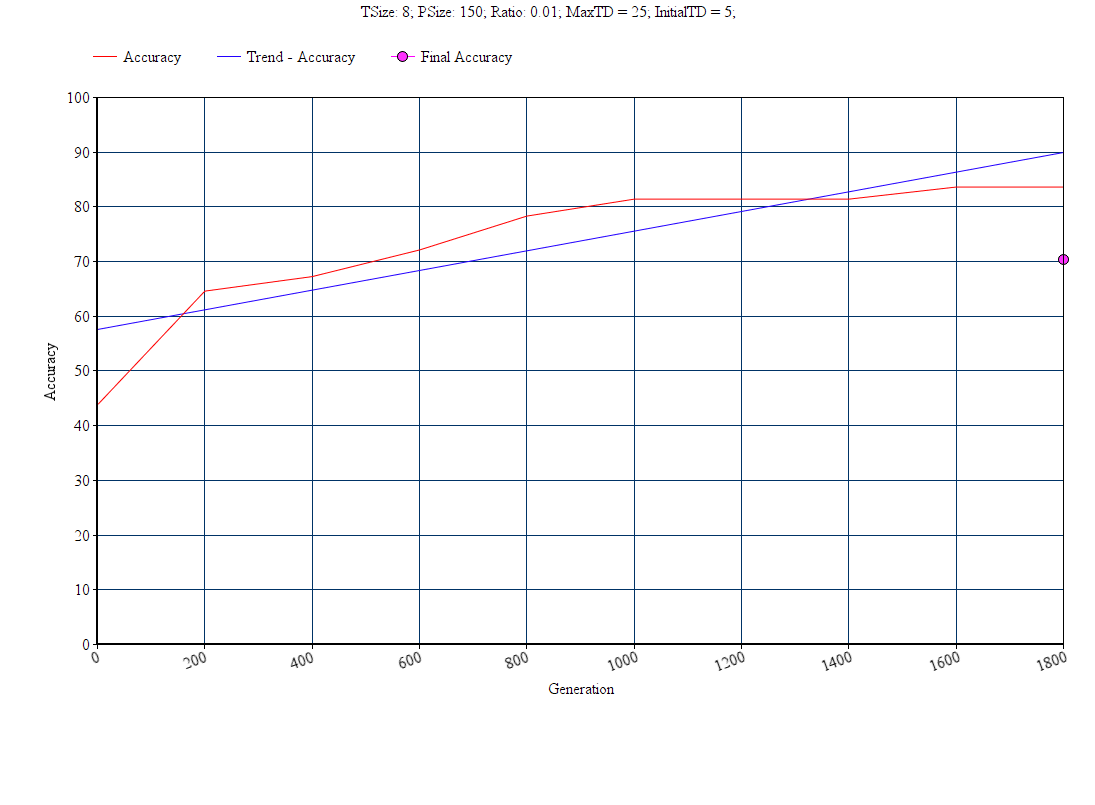 TSize: 8; PSize: 150; Ratio: 0.01; MaxTD = 25; InitialTD = 5;
Accuracy Trend - Accuracy Final Accuracy
100
90
80
70
60
50
40
30
20
10
0
Accuracy
0 200 400 600 800 1000 1200 1400 1600 1800
Generation